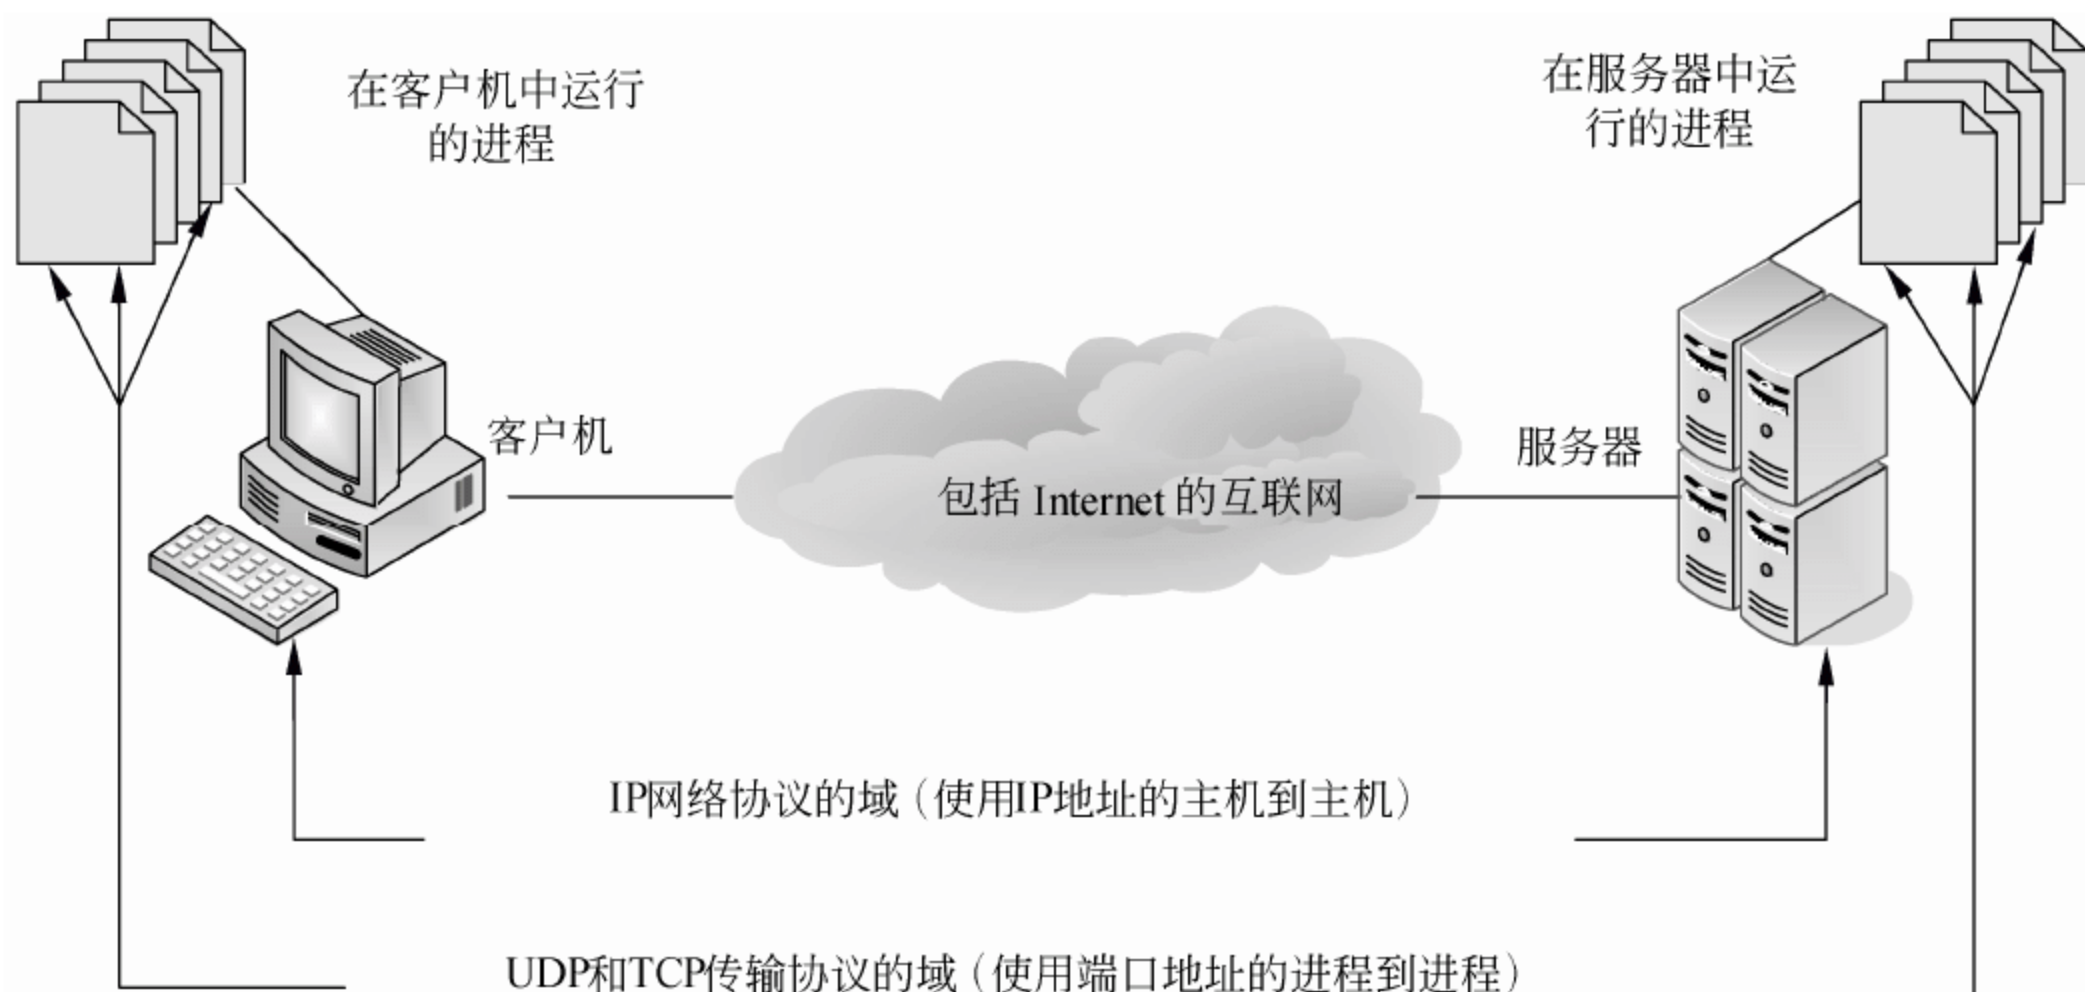 在客户机中运行
的进程
在服务器中运
行的进程
客户机
服务器
包括 Internet 的互联网
IP网络协议的域（使用IP地址的主机到主机）
UDP和TCP传输协议的域（使用端口地址的进程到进程）